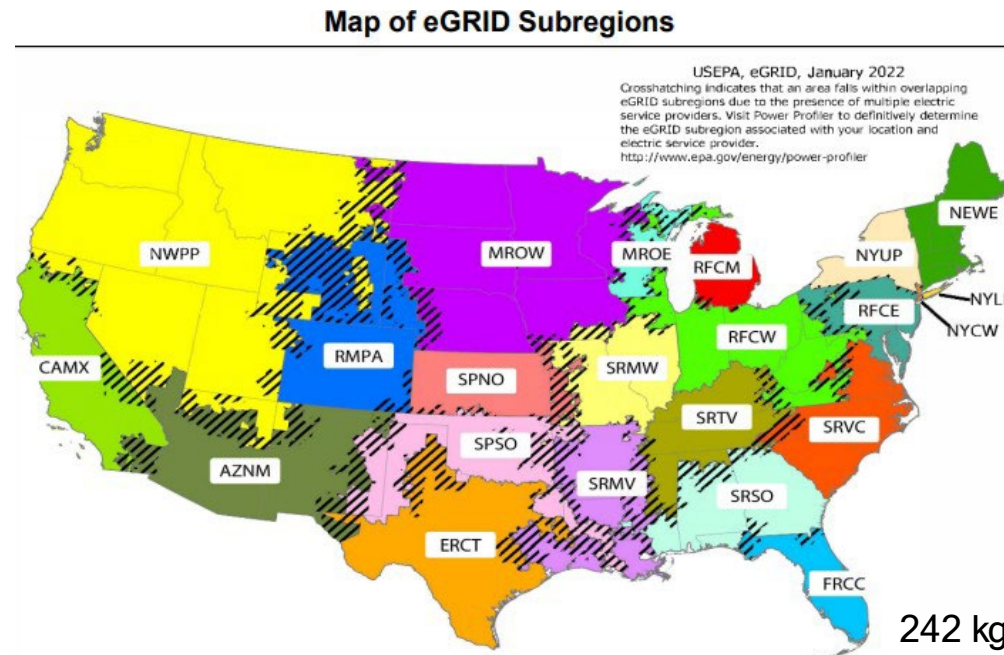 Map of eGRID Subregions
USEPA, eGRID, January 2022
Crosshatching indicates that an area falls within overlapping
eGRID subregions due to the presence of multiple electric
service providers. Visit Power Profiler to definitively determine
the eGRID subregion associated with your location and
electric service provider.
http://www.epa.gov/energy/power-profiler
NEWE
NWPP
MROW
MROE
RFCM
NYUP
NYLI
RFCE
NYCW
RFCW
RMPA
CAMX
SRMW
SPNO
SRTV
SRVC
SPSO
AZNM
SRMV
SRSO
ERCT
FRCC
242 kg